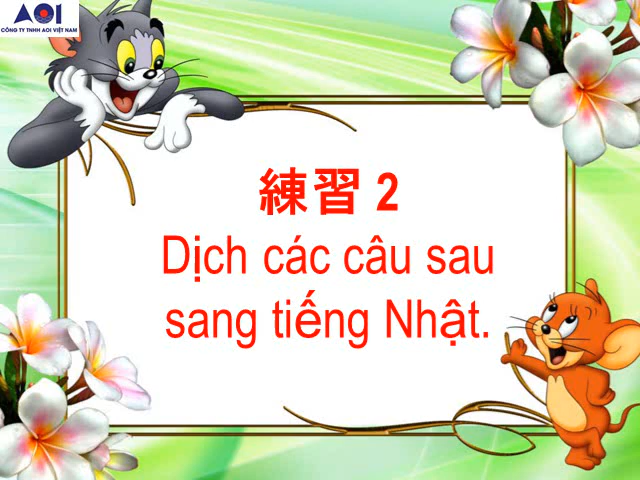 AOI
CÔNG TY TNHH AOI VIỆT NAM
練習 2
Dịch các câu sau
sang tiếng Nhật.